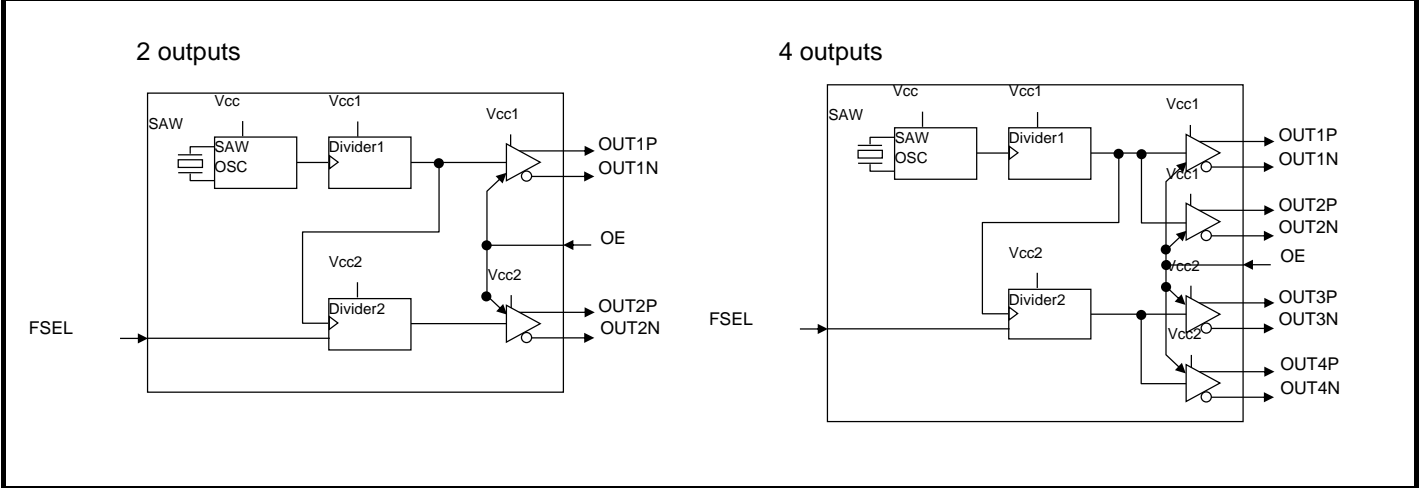 2 outputs
Vcc
Vcc1
Vcc1
SAW
SAW
OSC
Divider1
OUT1P
OUT1N
OE
Vcc2
Vcc2
Divider2
OUT2P
OUT2N
FSEL
4 outputs
Vcc
Vcc1
Vcc1
SAW
SAW
OSC
Divider1
OUT1P
OUT1N
Vcc1
OUT2P
OUT2N
OE
Vcc2
Vcc2
Divider2
OUT3P
OUT3N
FSEL
Vcc2
OUT4P
OUT4N